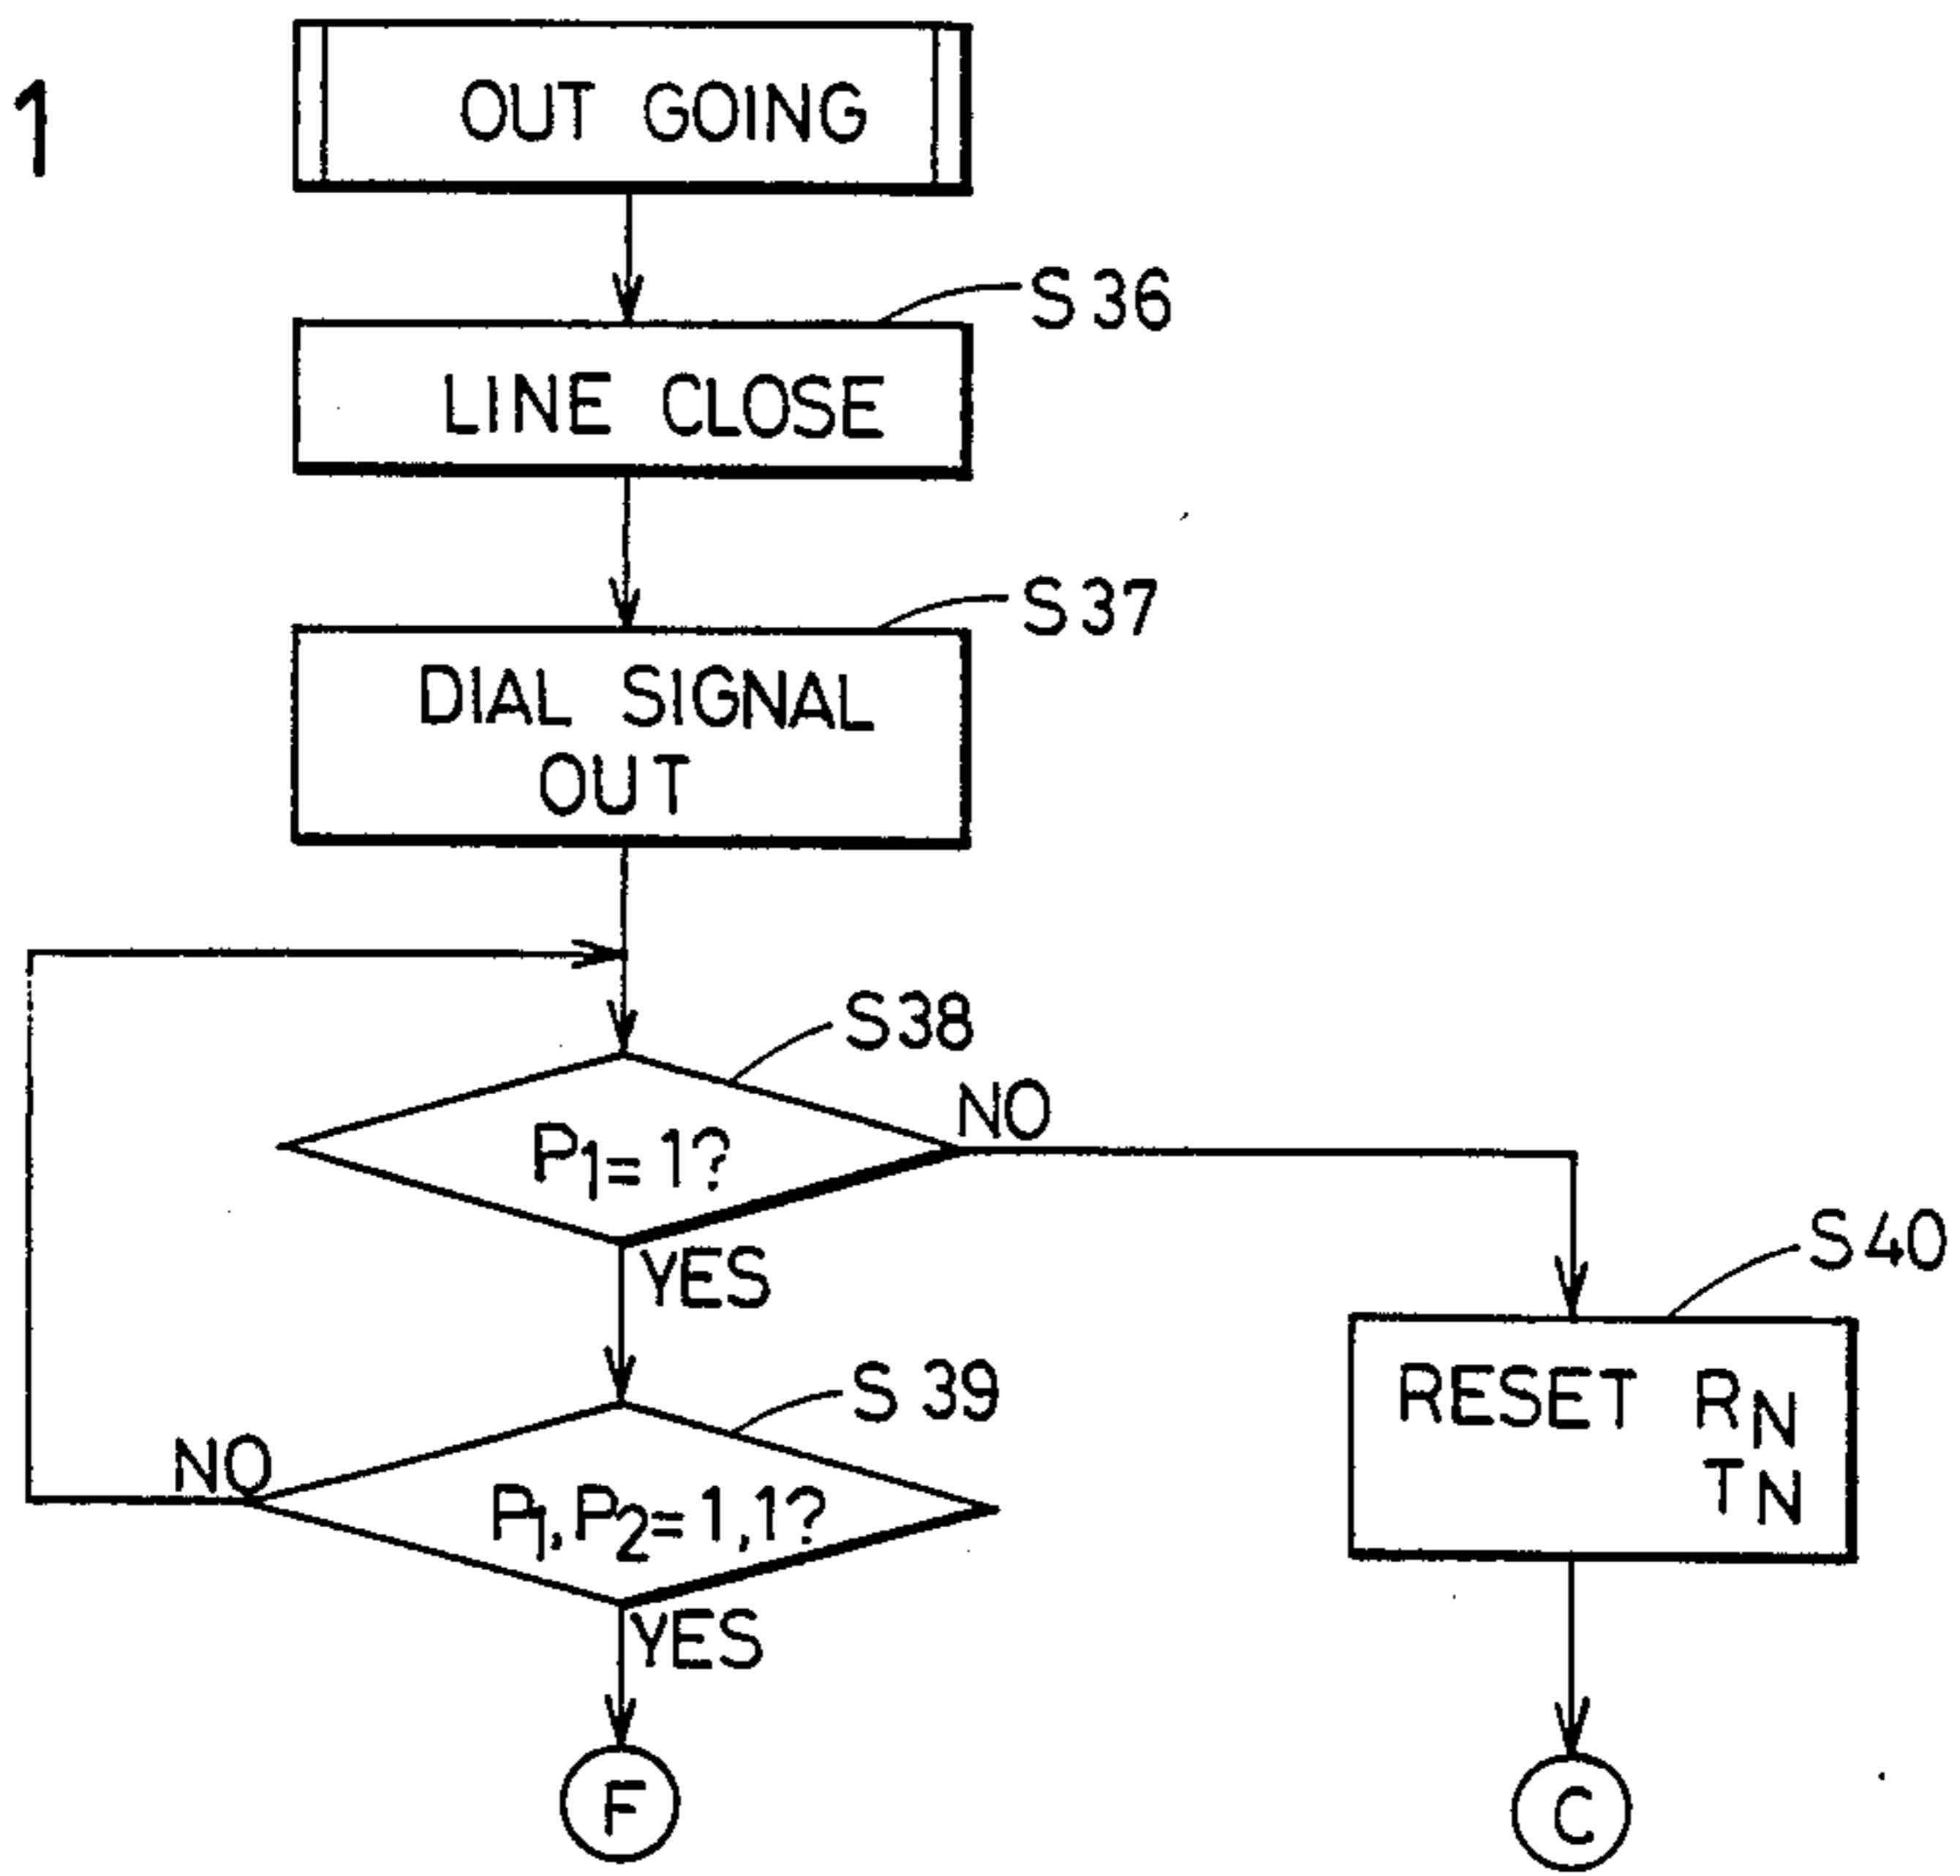 1
OUT GOING
S36
LINE CLOSE
S37
DIAL SIGNAL
OUT
S38
P1=1?
NO
YES
S40
RESET RN
TN
S39
NO
P1,P2=1,1?
YES
F
C